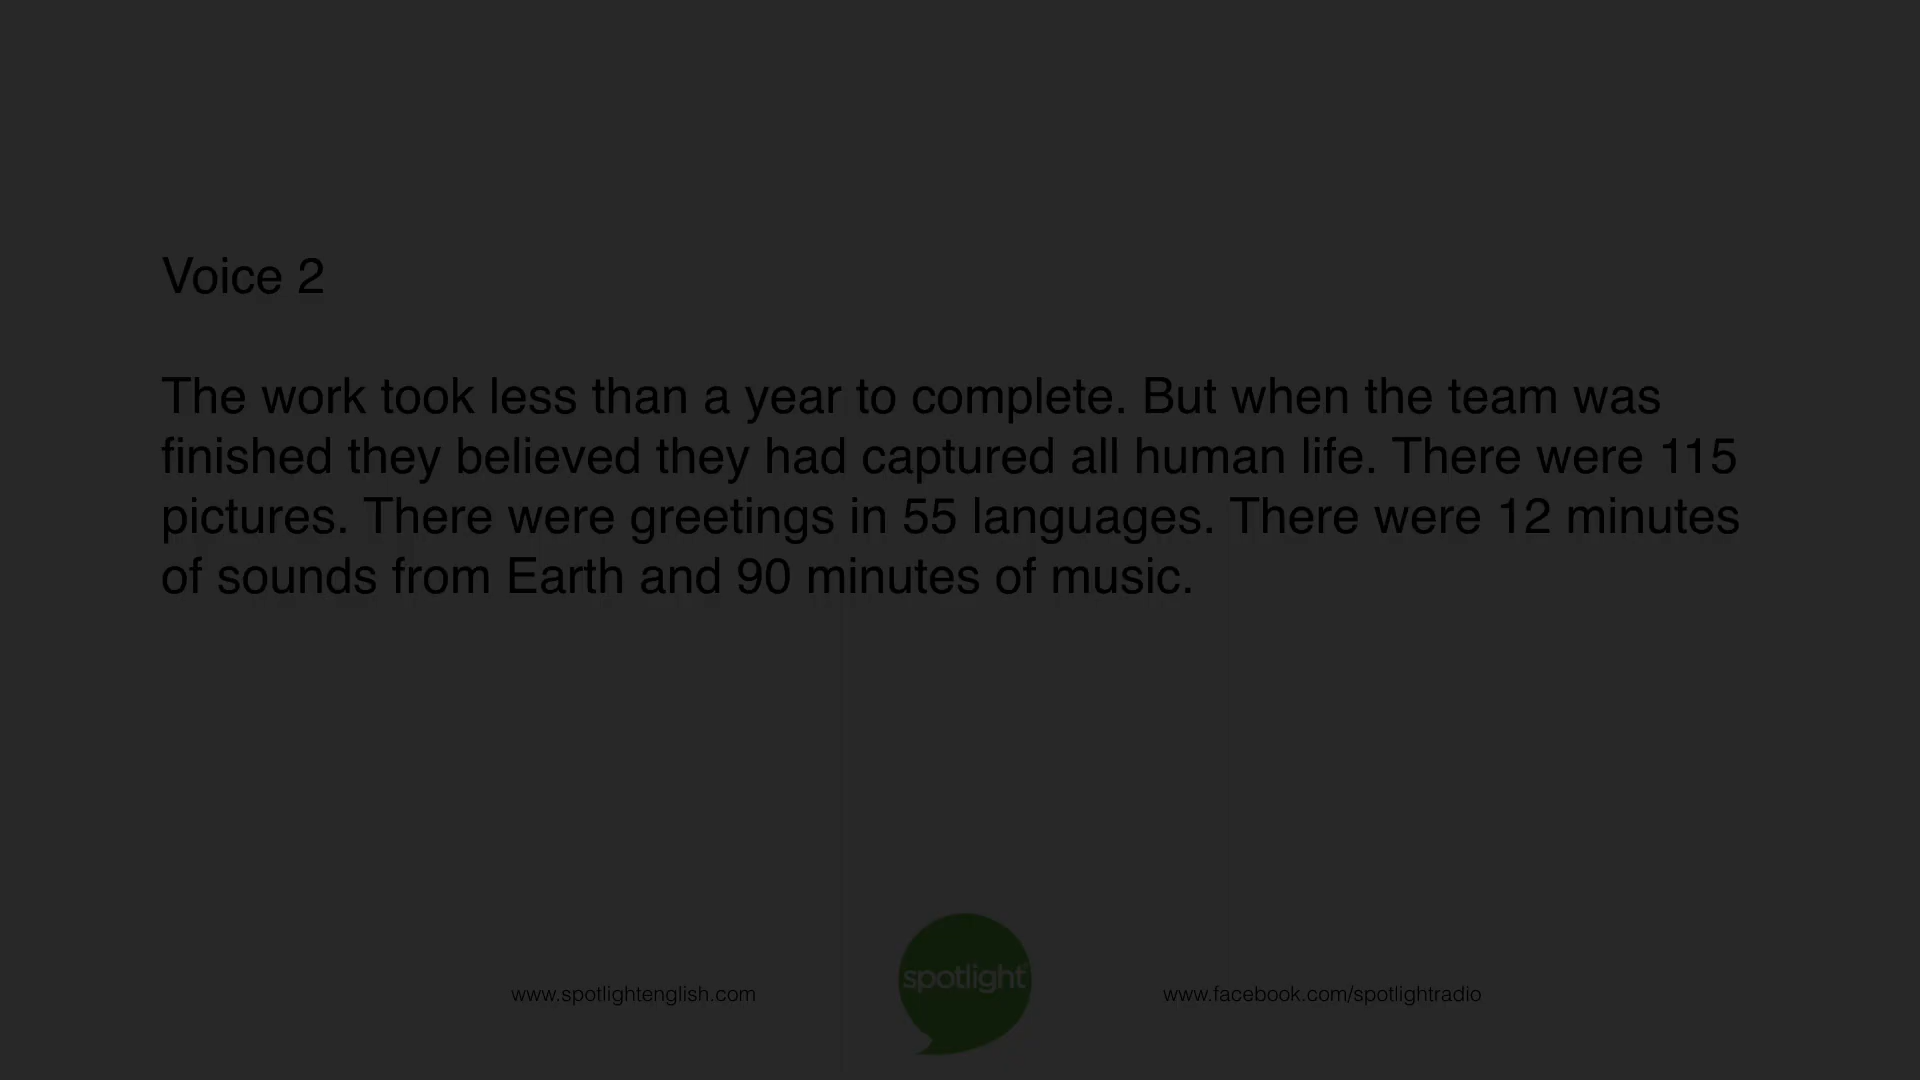 Voice 2
The work took less than a year to complete. But when the team was
finished they believed they had captured all human life. There were 115
pictures. There were greetings in 55 languages. There were 12 minutes
of sounds from Earth and 90 minutes of music.
www.spotlightenglish.com
spotlight
www.facebook.com/spotlightradio